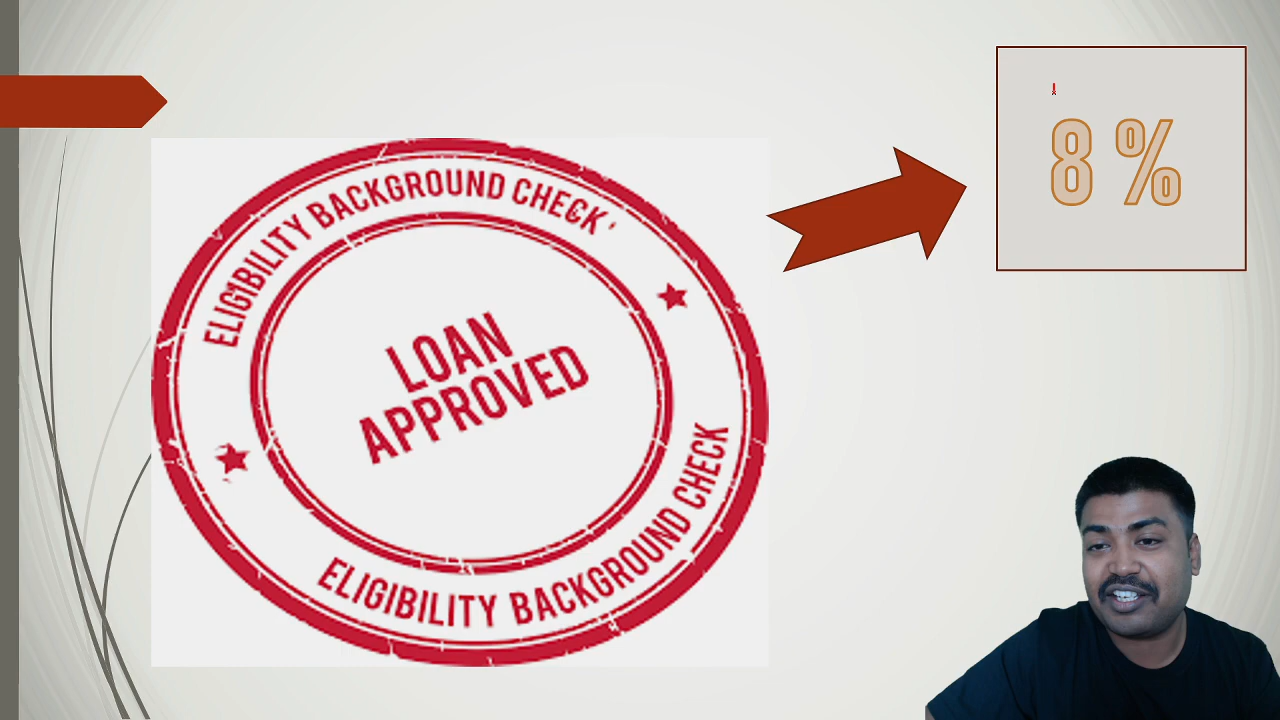 ELIGIBILITY BACKGROUND CHECK
LOAN
APPROVED
ELIGIBILITY BACKGROUND CHECK
8 %